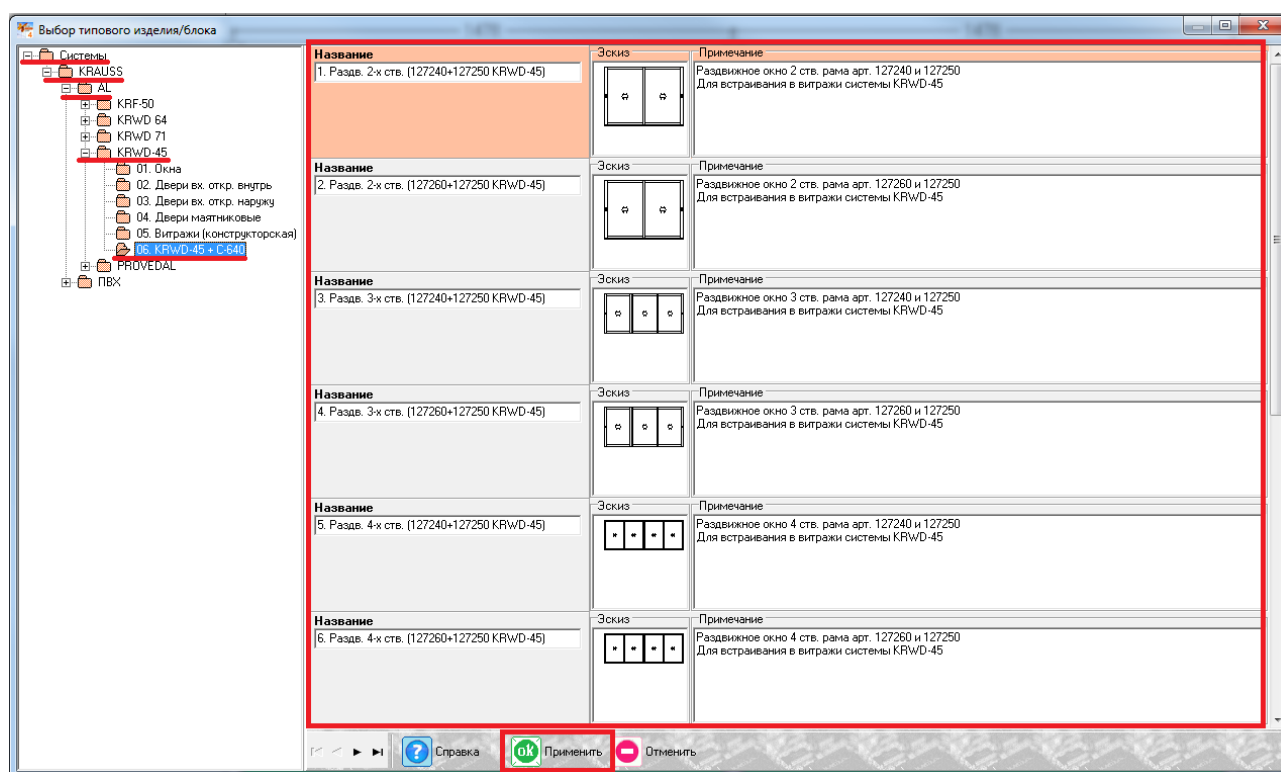 Выбор типового изделия/блока
Системы
KRAUSS
AL
KRF-50
KRWD 64
KRWD 71
KRWD-45
01. Окна
02. Двери вх. откр. внутрь
03. Двери вх. откр. наружу
04. Двери маятниковые
05. Витражи (конструкторская)
06. KRWD-45 + C-640
PROVEDAL
ПВХ
Название
Эскиз
Примечание
1. Раздв. 2-х ств. (127240+127250 KRWD-45)
Раздвижное окно 2 ств. рама арт. 127240 и 127250
Для встраивания в витражи системы KRWD-45
Название
Эскиз
Примечание
2. Раздв. 2-х ств. (127260+127250 KRWD-45)
Раздвижное окно 2 ств. рама арт. 127260 и 127250
Для встраивания в витражи системы KRWD-45
Название
Эскиз
Примечание
3. Раздв. 3-х ств. (127240+127250 KRWD-45)
Раздвижное окно 3 ств. рама арт. 127240 и 127250
Для встраивания в витражи системы KRWD-45
Название
Эскиз
Примечание
4. Раздв. 3-х ств. (127260+127250 KRWD-45)
Раздвижное окно 3 ств. рама арт. 127260 и 127250
Для встраивания в витражи системы KRWD-45
Название
Эскиз
Примечание
5. Раздв. 4-х ств. (127240+127250 KRWD-45)
Раздвижное окно 4 ств. рама арт. 127240 и 127250
Для встраивания в витражи системы KRWD-45
Название
Эскиз
Примечание
6. Раздв. 4-х ств. (127260+127250 KRWD-45)
Раздвижное окно 4 ств. рама арт. 127260 и 127250
Для встраивания в витражи системы KRWD-45
Справка
ok Применить
Отменить